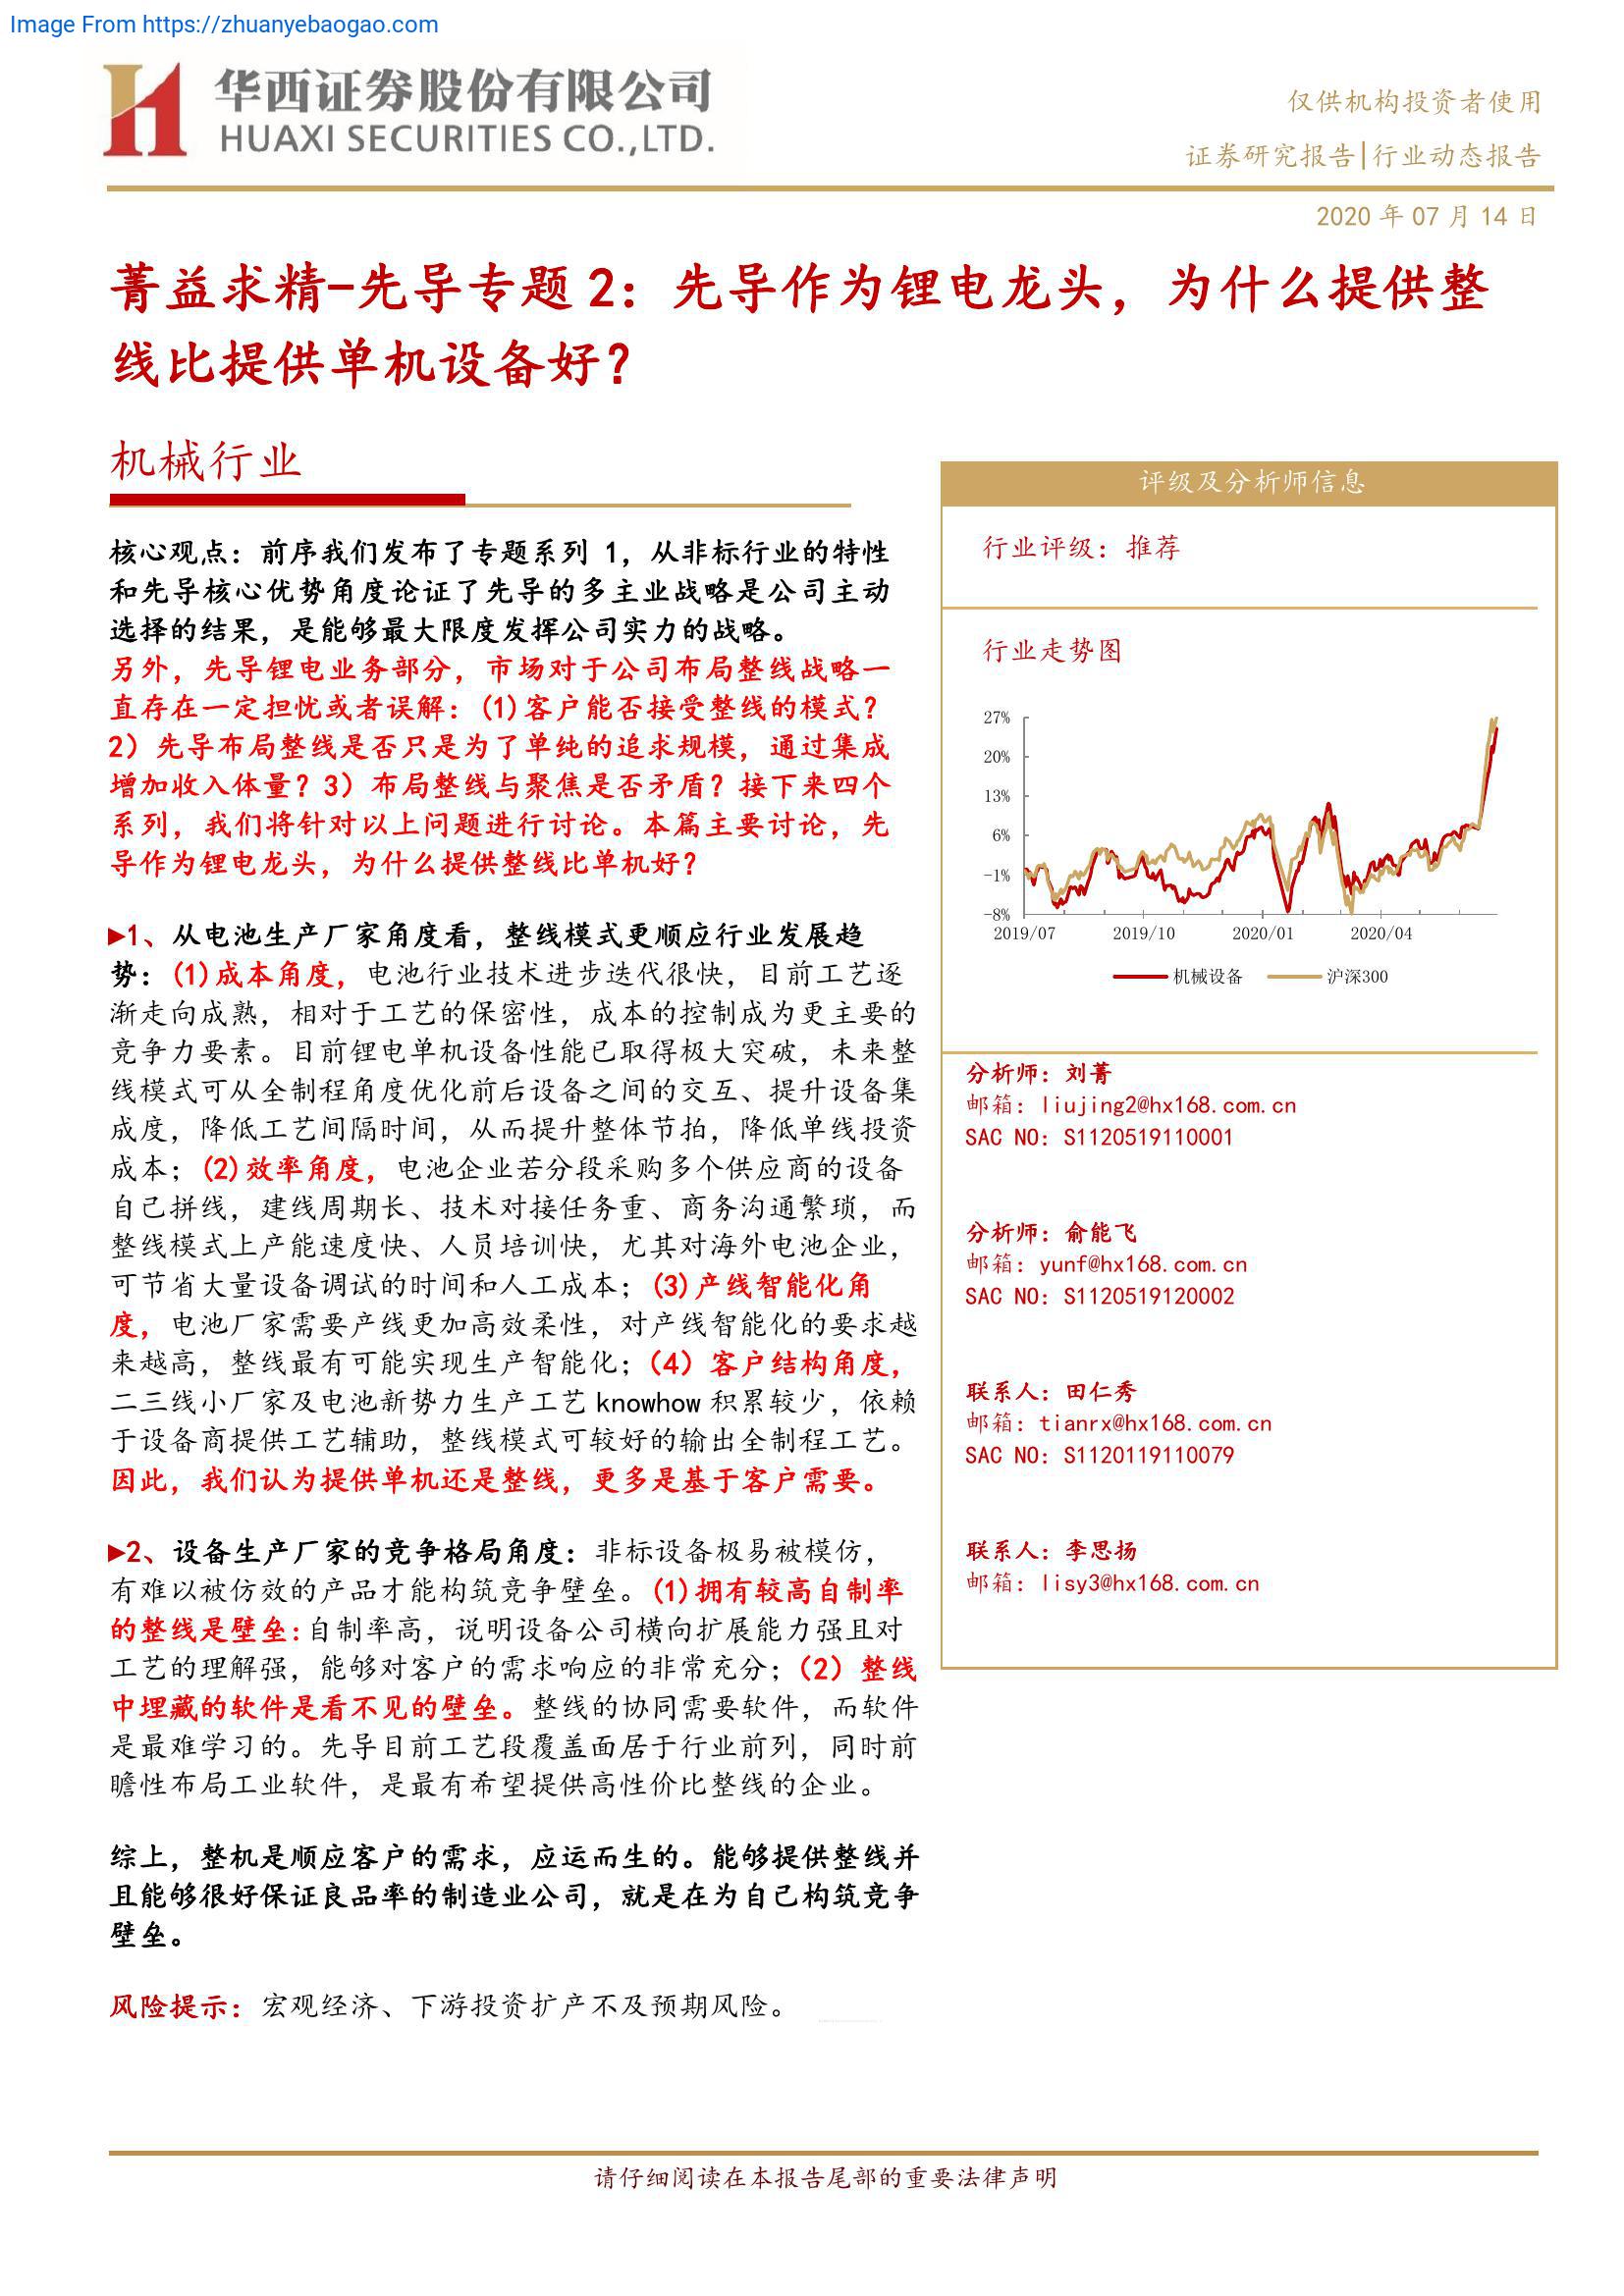 Image From https://zhuanyebaogao.com
华西证券股份有限公司
HUAXI SECURITIES CO.,LTD.
仅供机构投资者使用
证券研究报告|行业动态报告
2020 年 07 月 14 日
菁益求精-先导专题 2：先导作为锂电龙头，为什么提供整
线比提供单机设备好？
机械行业
核心观点：前序我们发布了专题系列 1，从非标行业的特性
和先导核心优势角度论证了先导的多主业战略是公司主动
选择的结果，是能够最大限度发挥公司实力的战略。
另外，先导锂电业务部分，市场对于公司布局整线战略一
直存在一定担忧或者误解：(1)客户能否接受整线的模式？
2）先导布局整线是否只是为了单纯的追求规模，通过集成
增加收入体量？3）布局整线与聚焦是否矛盾？接下来四个
系列，我们将针对以上问题进行讨论。本篇主要讨论，先
导作为锂电龙头，为什么提供整线比单机好？
►1、从电池生产厂家角度看，整线模式更顺应行业发展趋
势：(1)成本角度，电池行业技术进步迭代很快，目前工艺逐
渐走向成熟，相对于工艺的保密性，成本的控制成为更主要的
竞争力要素。目前锂电单机设备性能已取得极大突破，未来整
线模式可从全制程角度优化前后设备之间的交互、提升设备集
成度，降低工艺间隔时间，从而提升整体节拍，降低单线投资
成本；(2)效率角度，电池企业若分段采购多个供应商的设备
自己拼线，建线周期长、技术对接任务重、商务沟通繁琐，而
整线模式上产能速度快、人员培训快，尤其对海外电池企业，
可节省大量设备调试的时间和人工成本；(3)产线智能化角
度，电池厂家需要产线更加高效柔性，对产线智能化的要求越
来越高，整线最有可能实现生产智能化；（4）客户结构角度，
二三线小厂家及电池新势力生产工艺 knowhow 积累较少，依赖
于设备商提供工艺辅助，整线模式可较好的输出全制程工艺。
因此，我们认为提供单机还是整线，更多是基于客户需要。
►2、设备生产厂家的竞争格局角度：非标设备极易被模仿，
有难以被仿效的产品才能构筑竞争壁垒。(1)拥有较高自制率
的整线是壁垒:自制率高，说明设备公司横向扩展能力强且对
工艺的理解强，能够对客户的需求响应的非常充分；（2）整线
中埋藏的软件是看不见的壁垒。整线的协同需要软件，而软件
是最难学习的。先导目前工艺段覆盖面居于行业前列，同时前
瞻性布局工业软件，是最有希望提供高性价比整线的企业。
综上，整机是顺应客户的需求，应运而生的。能够提供整线并
且能够很好保证良品率的制造业公司，就是在为自己构筑竞争
壁垒。
风险提示：宏观经济、下游投资扩产不及预期风险。
评级及分析师信息
行业评级：推荐
行业走势图
27%
20%
13%
6%
-1%
-8%
2019/07 2019/10 2020/01 2020/04
机械设备 沪深300
分析师：刘菁
邮箱：liujing2@hx168.com.cn
SAC NO：S1120519110001
分析师：俞能飞
邮箱：yunf@hx168.com.cn
SAC NO：S1120519120002
联系人：田仁秀
邮箱：tianrx@hx168.com.cn
SAC NO：S1120119110079
联系人：李思扬
邮箱：lisy3@hx168.com.cn
请仔细阅读在本报告尾部的重要法律声明